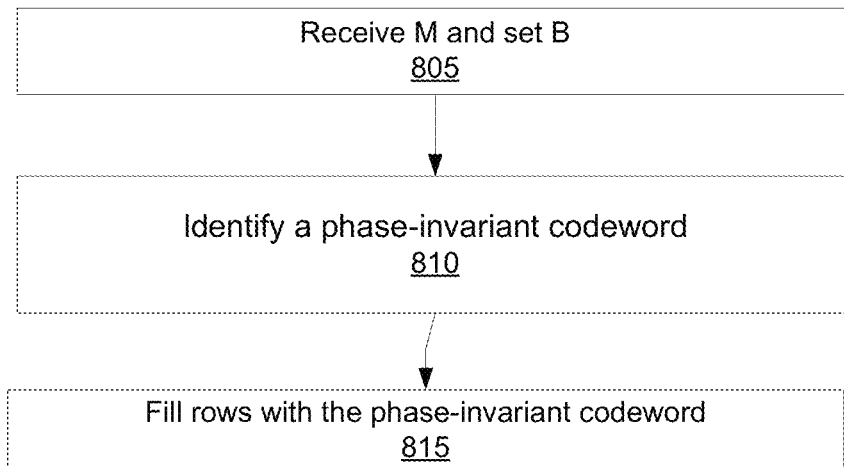 Receive M and set B
805
Identify a phase-invariant codeword
810
Fill rows with the phase-invariant codeword
815